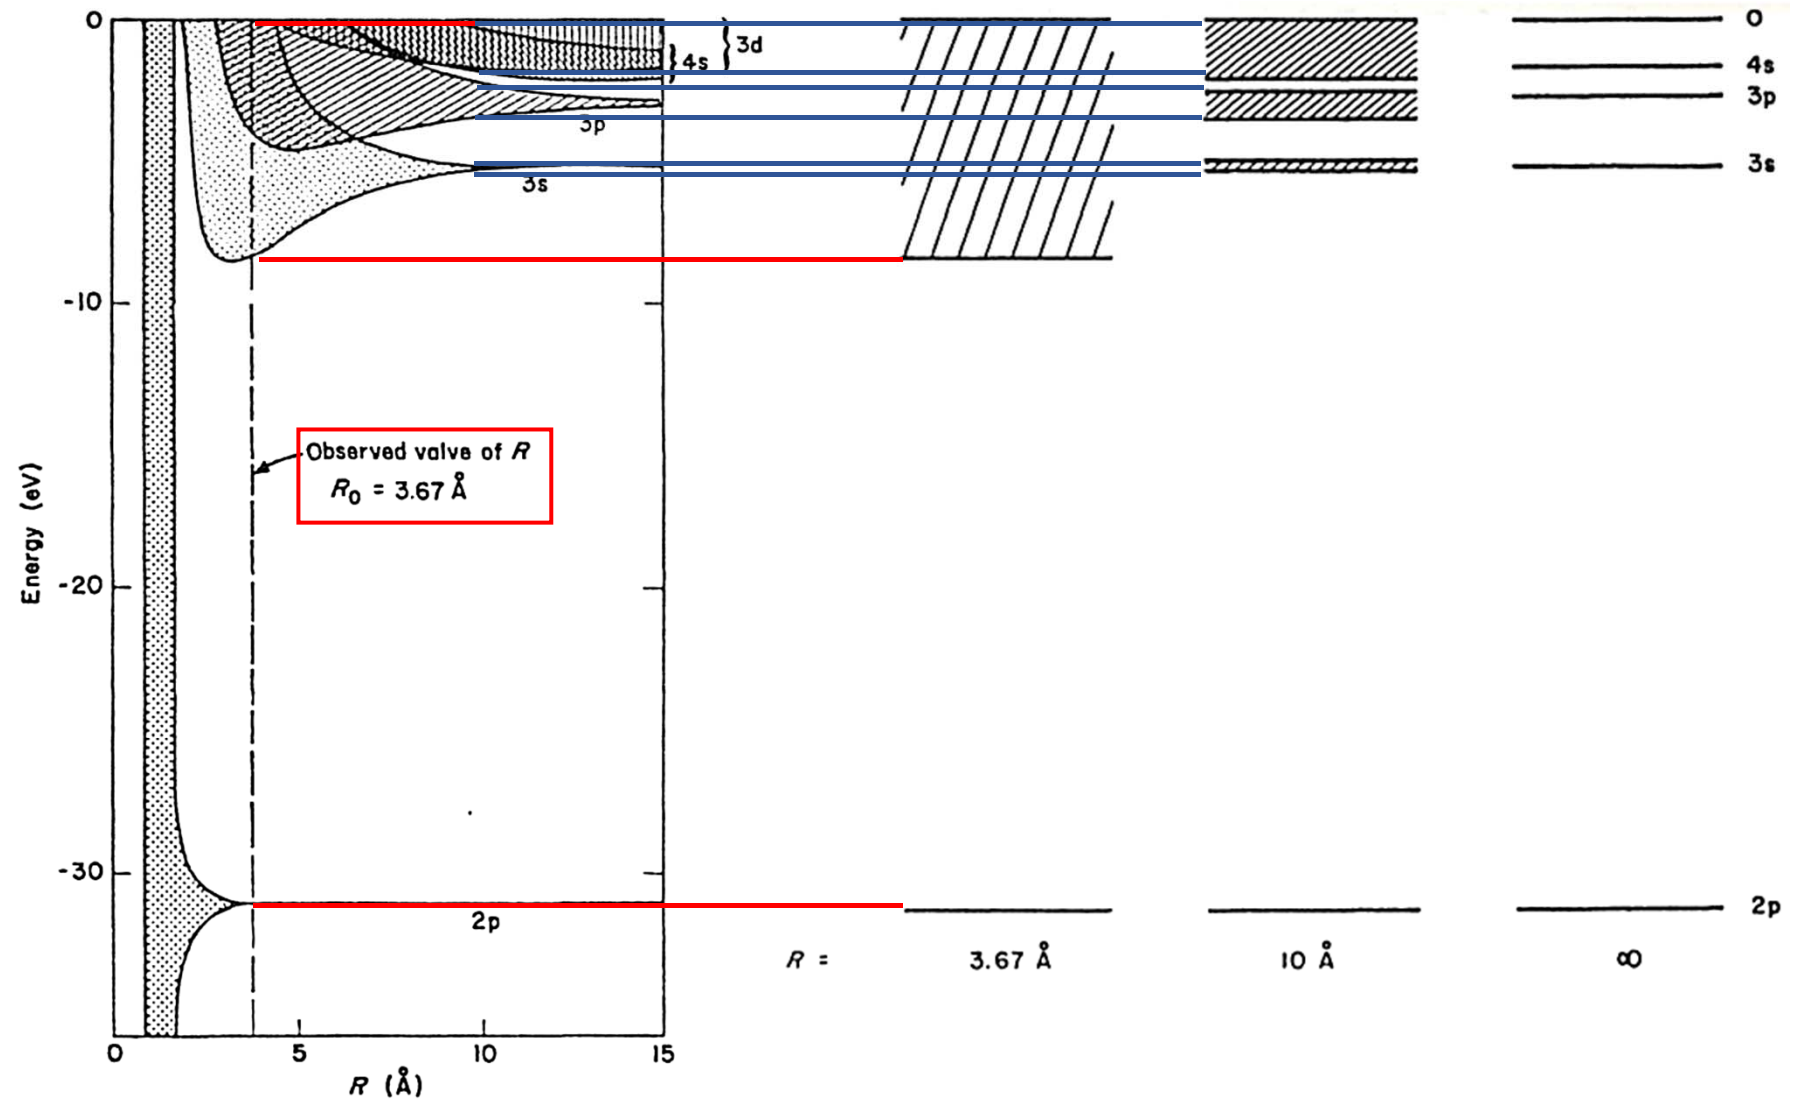 0
3d
4s
3p
3s
-10
Observed valve of R
R₀ = 3.67 Å
Energy (eV)
-20
-30
2p
0
5
10
15
R (Å)
0
4s
3p
3s
2p
R =
3.67 Å
10 Å
∞